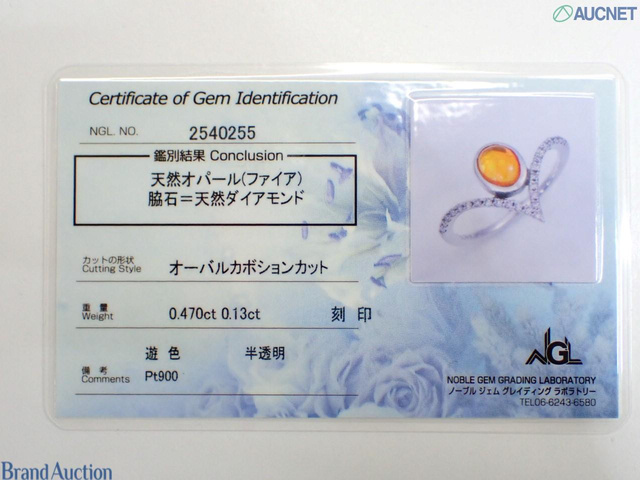 AUCNET
Certificate of Gem Identification
NGL. NO. 2540255
鑑別結果 Conclusion
天然オパール(ファイア)
脇石=天然ダイアモンド
カットの形状
Cutting Style オーバルカボションカット
重量
Weight 0.470ct 0.13ct 刻印
遊色 半透明
備考
Comments Pt900
NGL
NOBLE GEM GRADING LABORATORY
ノーブル ジェム グレイディング ラボラトリー
TEL06-6243-6580
Brand Auction